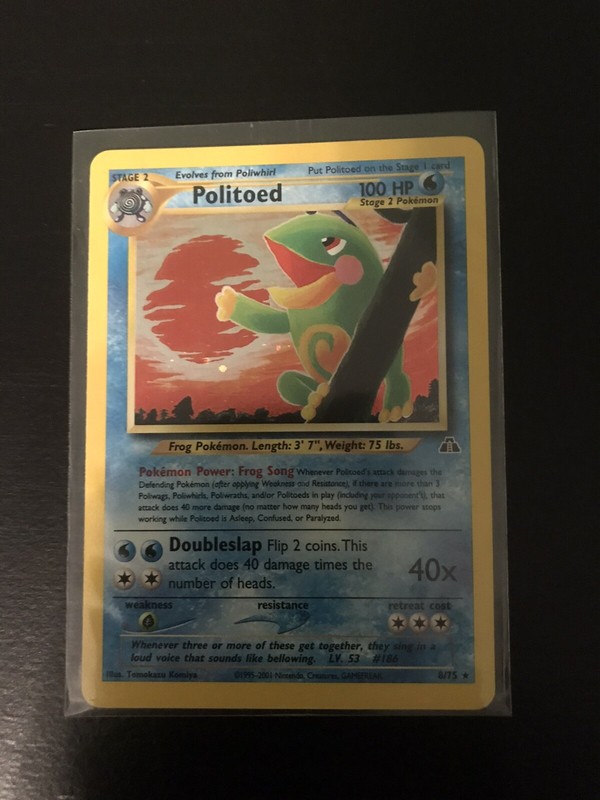 STAGE 2 Evolves from Poliwhirl Put Politoed on the Stage 1 card
Politoed 100 HP
Stage 2 Pokémon
Frog Pokémon. Length: 3' 7", Weight: 75 lbs.
Pokémon Power: Frog Song Whenever Politoed's attack damages the
Defending Pokémon (after applying Weakness and Resistance), if there are more than 3
Poliwags, Poliwhirls, Poliwraths, and/or Politoeds in play (including your opponent's), that
attack does 40 more damage (no matter how many heads you get). This power stops
working while Politoed is Asleep, Confused, or Paralyzed.
Doubleslap Flip 2 coins. This
attack does 40 damage times the
number of heads.
40x
weakness resistance retreat cost
Whenever three or more of these get together, they sing in a
loud voice that sounds like bellowing. LV. 53 #186
Illus. Tomokazu Komiya ©1995-2001 Nintendo, Creatures, GAMEFREAK. 8/75